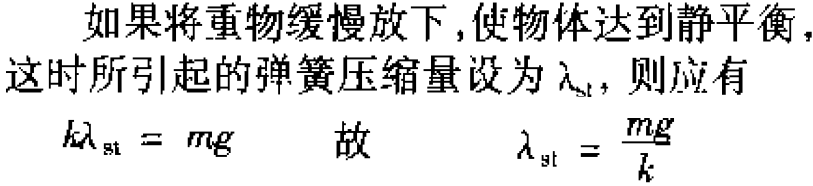 如果将重物缓慢放下,使物体达到静平衡,
这时所引起的弹簧压缩量设为 λst, 则应有
kλst = mg 故 λst = mg/k